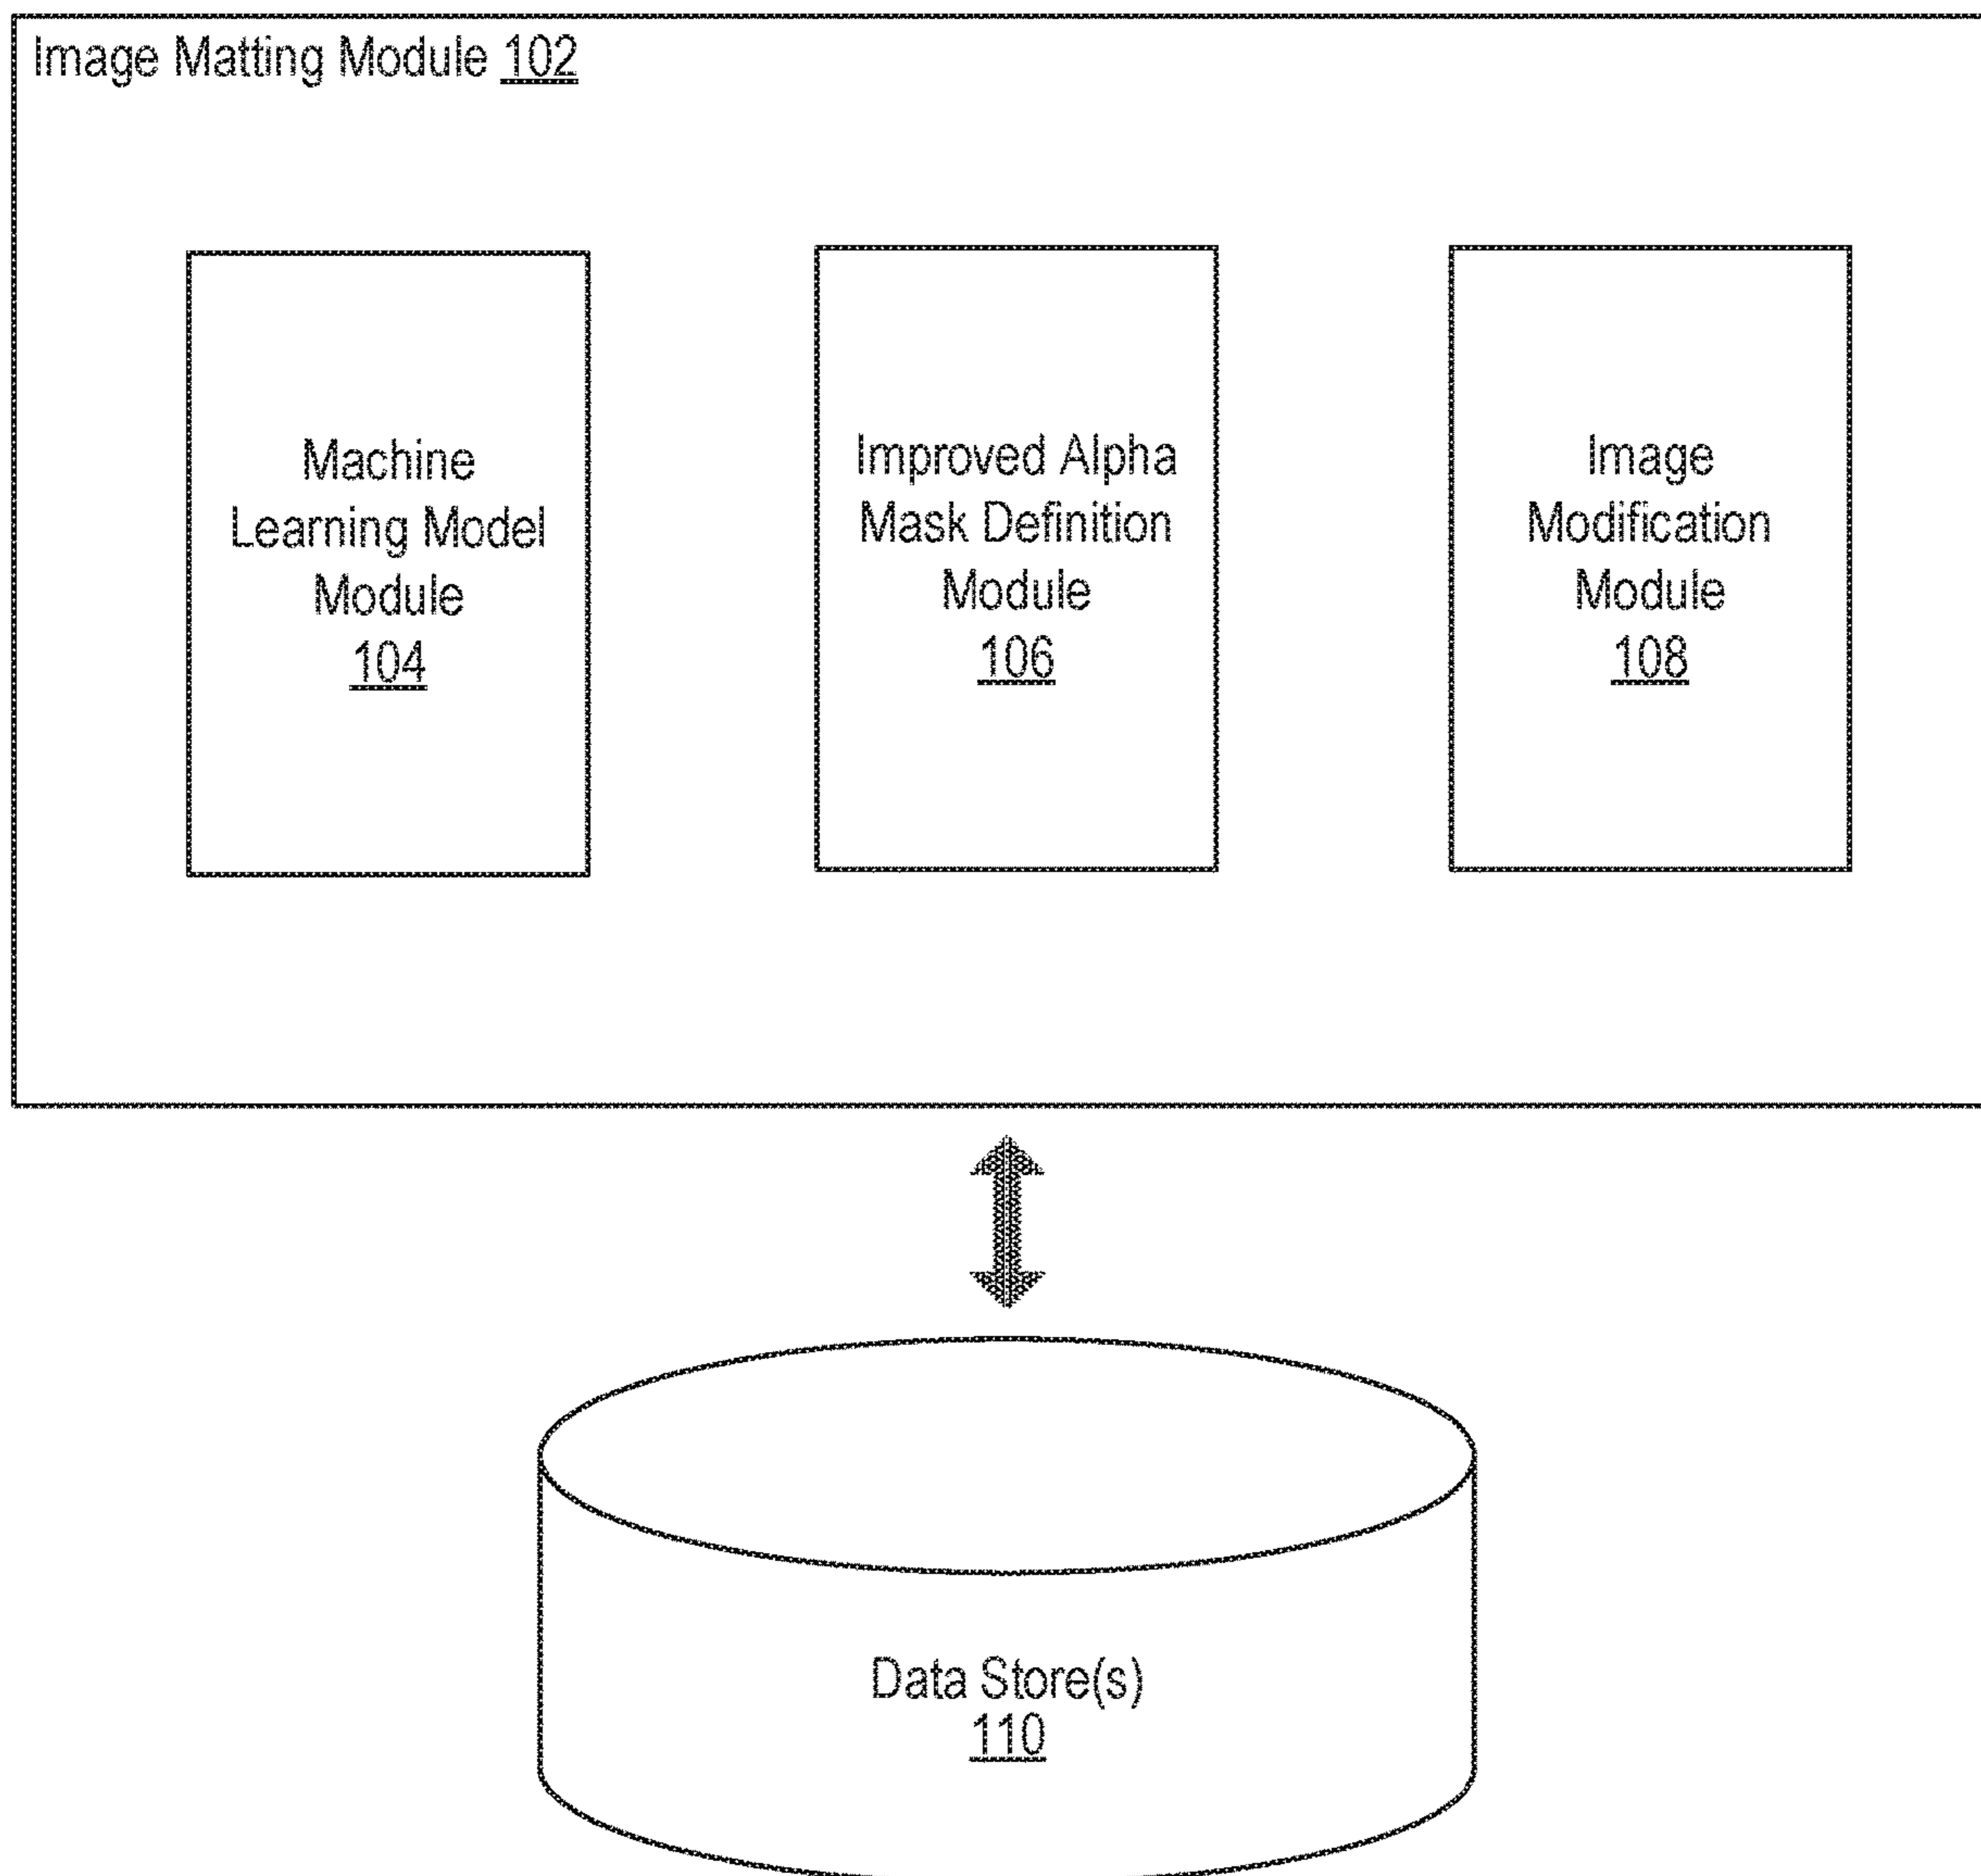 Image Matting Module 102
Machine
Learning Model
Module
104
Improved Alpha
Mask Definition
Module
106
Image
Modification
Module
108
Data Store(s)
110